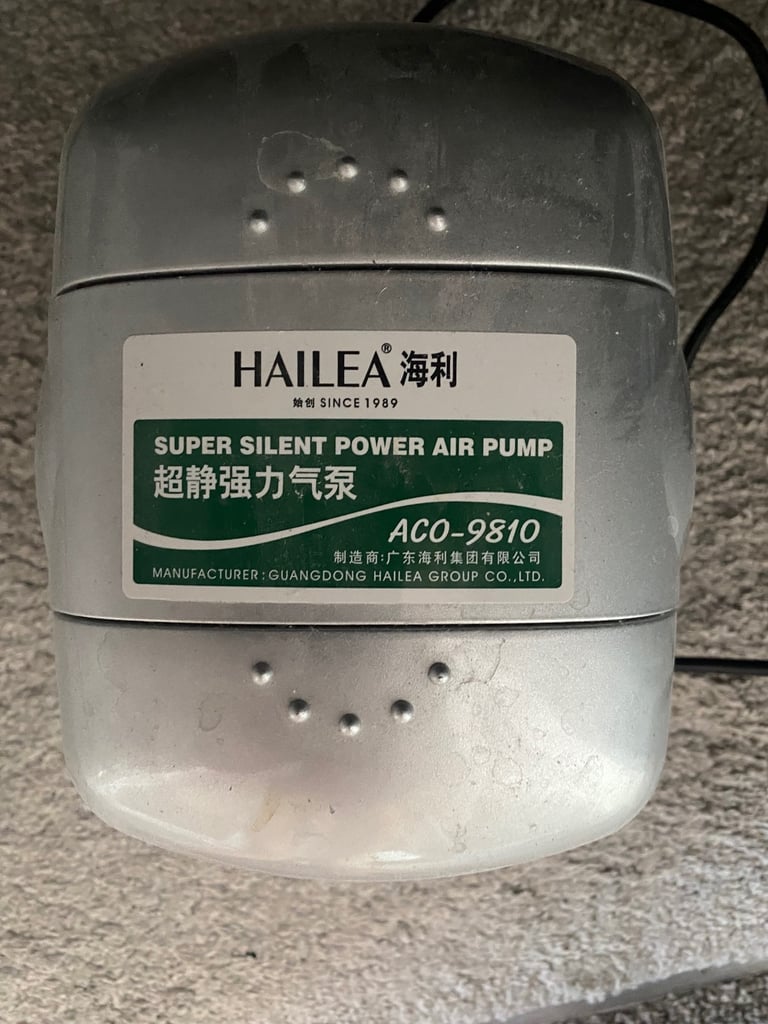 HAILEA® 海利
始创 SINCE 1989
SUPER SILENT POWER AIR PUMP
超静强力气泵
ACO-9810
制造商:广东海利集团有限公司
MANUFACTURER: GUANGDONG HAILEA GROUP CO.,LTD.